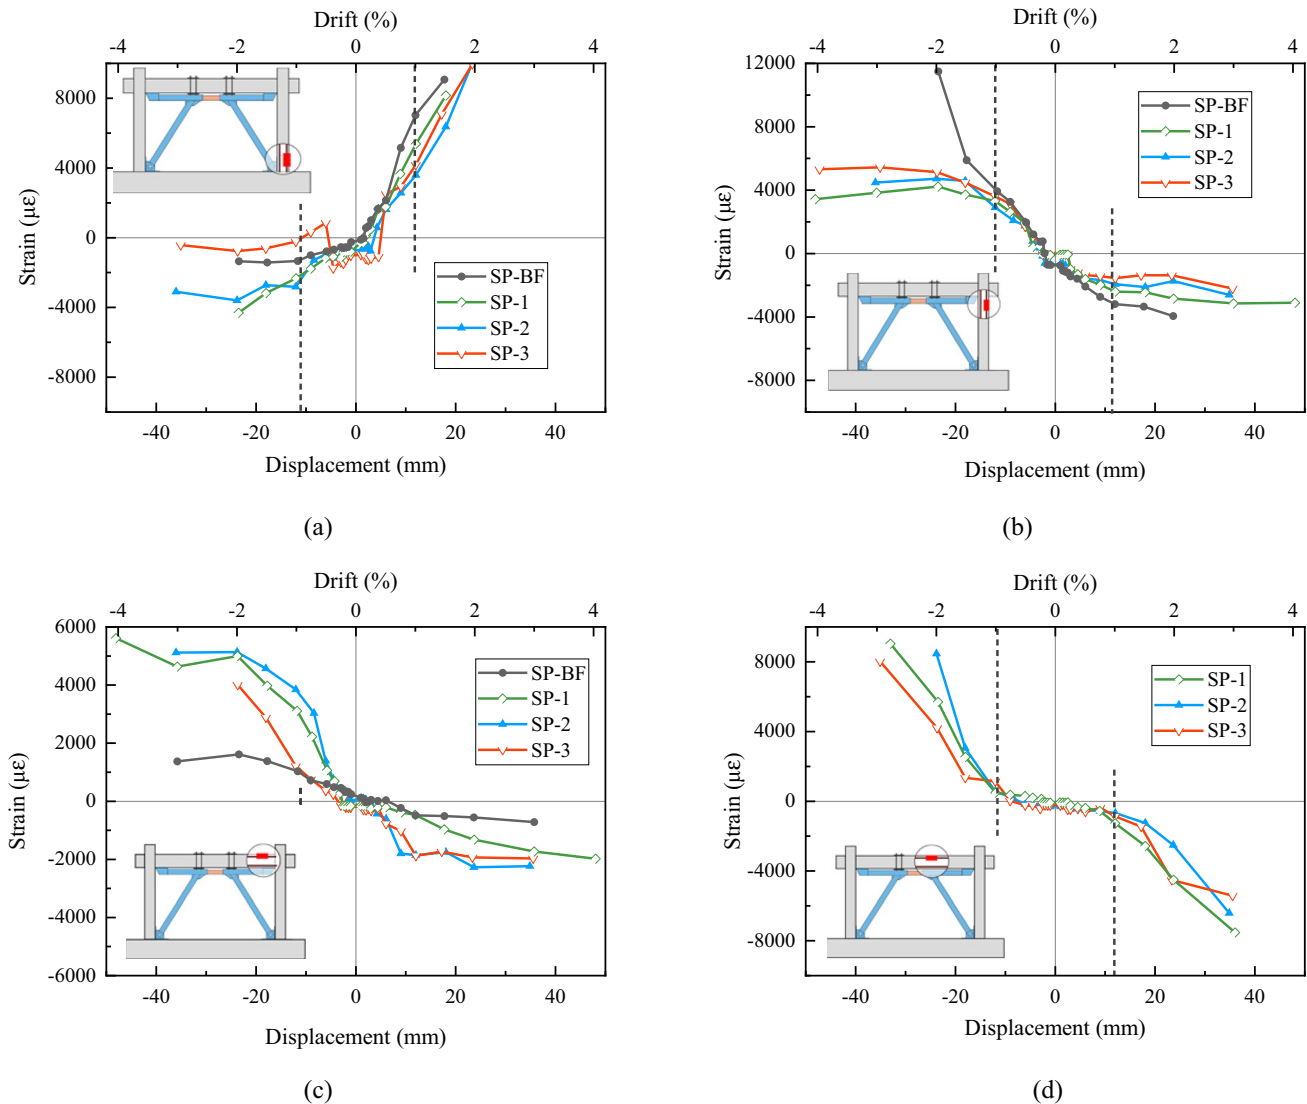 Drift (%)
-4 -2 0 2 4
8000
4000
0
-4000
-8000
Strain (με)
SP-BF
SP-1
SP-2
SP-3
-40 -20 0 20 40
Displacement (mm)
(a)
Drift (%)
-4 -2 0 2 4
12000
8000
4000
0
-4000
-8000
Strain (με)
SP-BF
SP-1
SP-2
SP-3
-40 -20 0 20 40
Displacement (mm)
(b)
Drift (%)
-4 -2 0 2 4
6000
4000
2000
0
-2000
-4000
-6000
Strain (με)
SP-BF
SP-1
SP-2
SP-3
-40 -20 0 20 40
Displacement (mm)
(c)
Drift (%)
-4 -2 0 2 4
8000
4000
0
-4000
-8000
Strain (με)
SP-1
SP-2
SP-3
-40 -20 0 20 40
Displacement (mm)
(d)